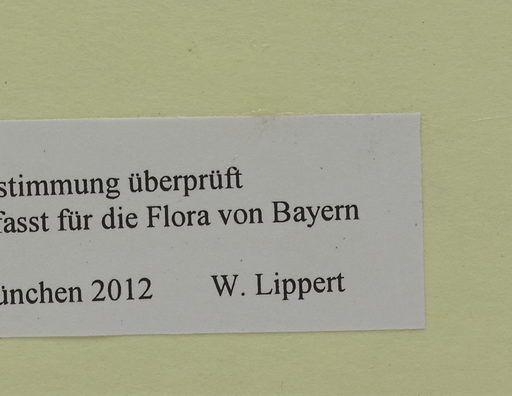 stimmung überprüft
fasst für die Flora von Bayern
ünchen 2012 W. Lippert